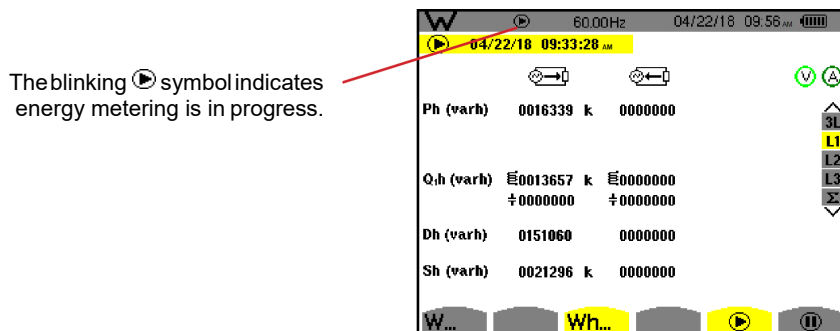 W 60.00Hz 04/22/18 09:56 AM
04/22/18 09:33:28 AM
The blinking symbol indicates
energy metering is in progress.
V A
Ph (varh) 0016339 k 0000000
3L
L1
L2
Q₁h (varh) 0013657 k 0000000
L3
÷0000000 ÷0000000
Σ
Dh (varh) 0151060 0000000
Sh (varh) 0021296 k 0000000
W... Wh...